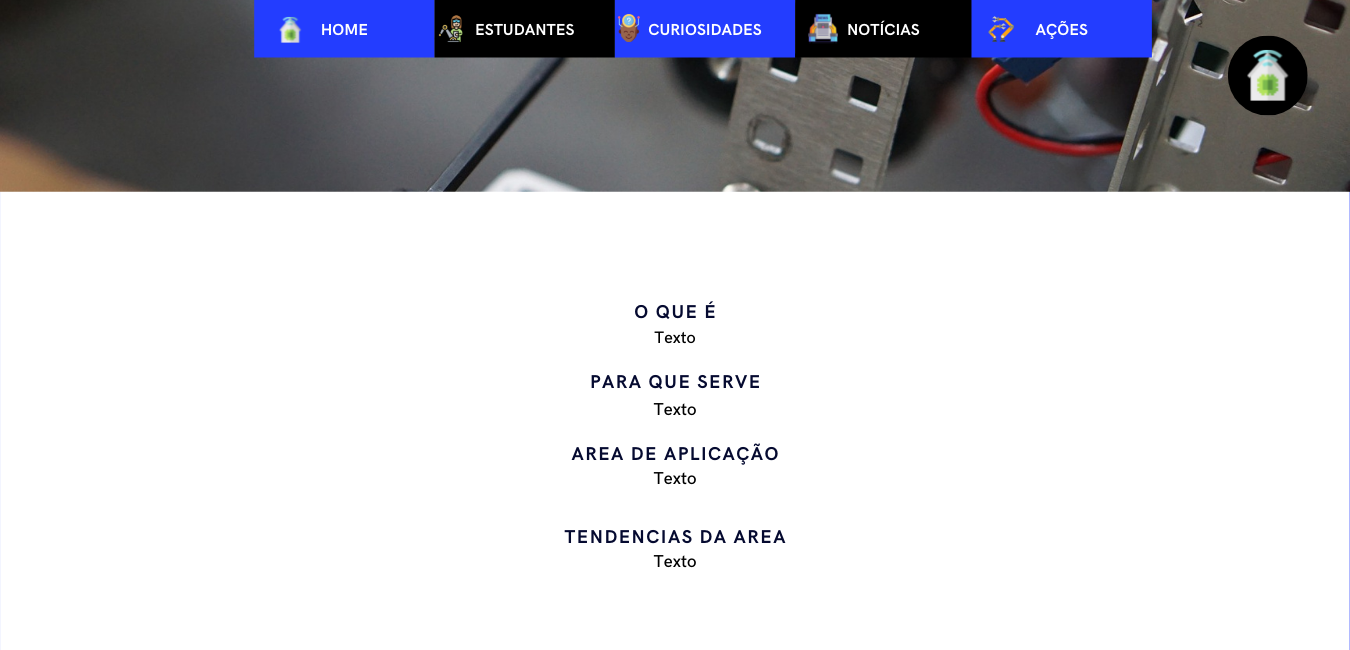 HOME
ESTUDANTES
CURIOSIDADES
NOTÍCIAS
AÇÕES
O QUE É
Texto
PARA QUE SERVE
Texto
AREA DE APLICAÇÃO
Texto
TENDENCIAS DA AREA
Texto